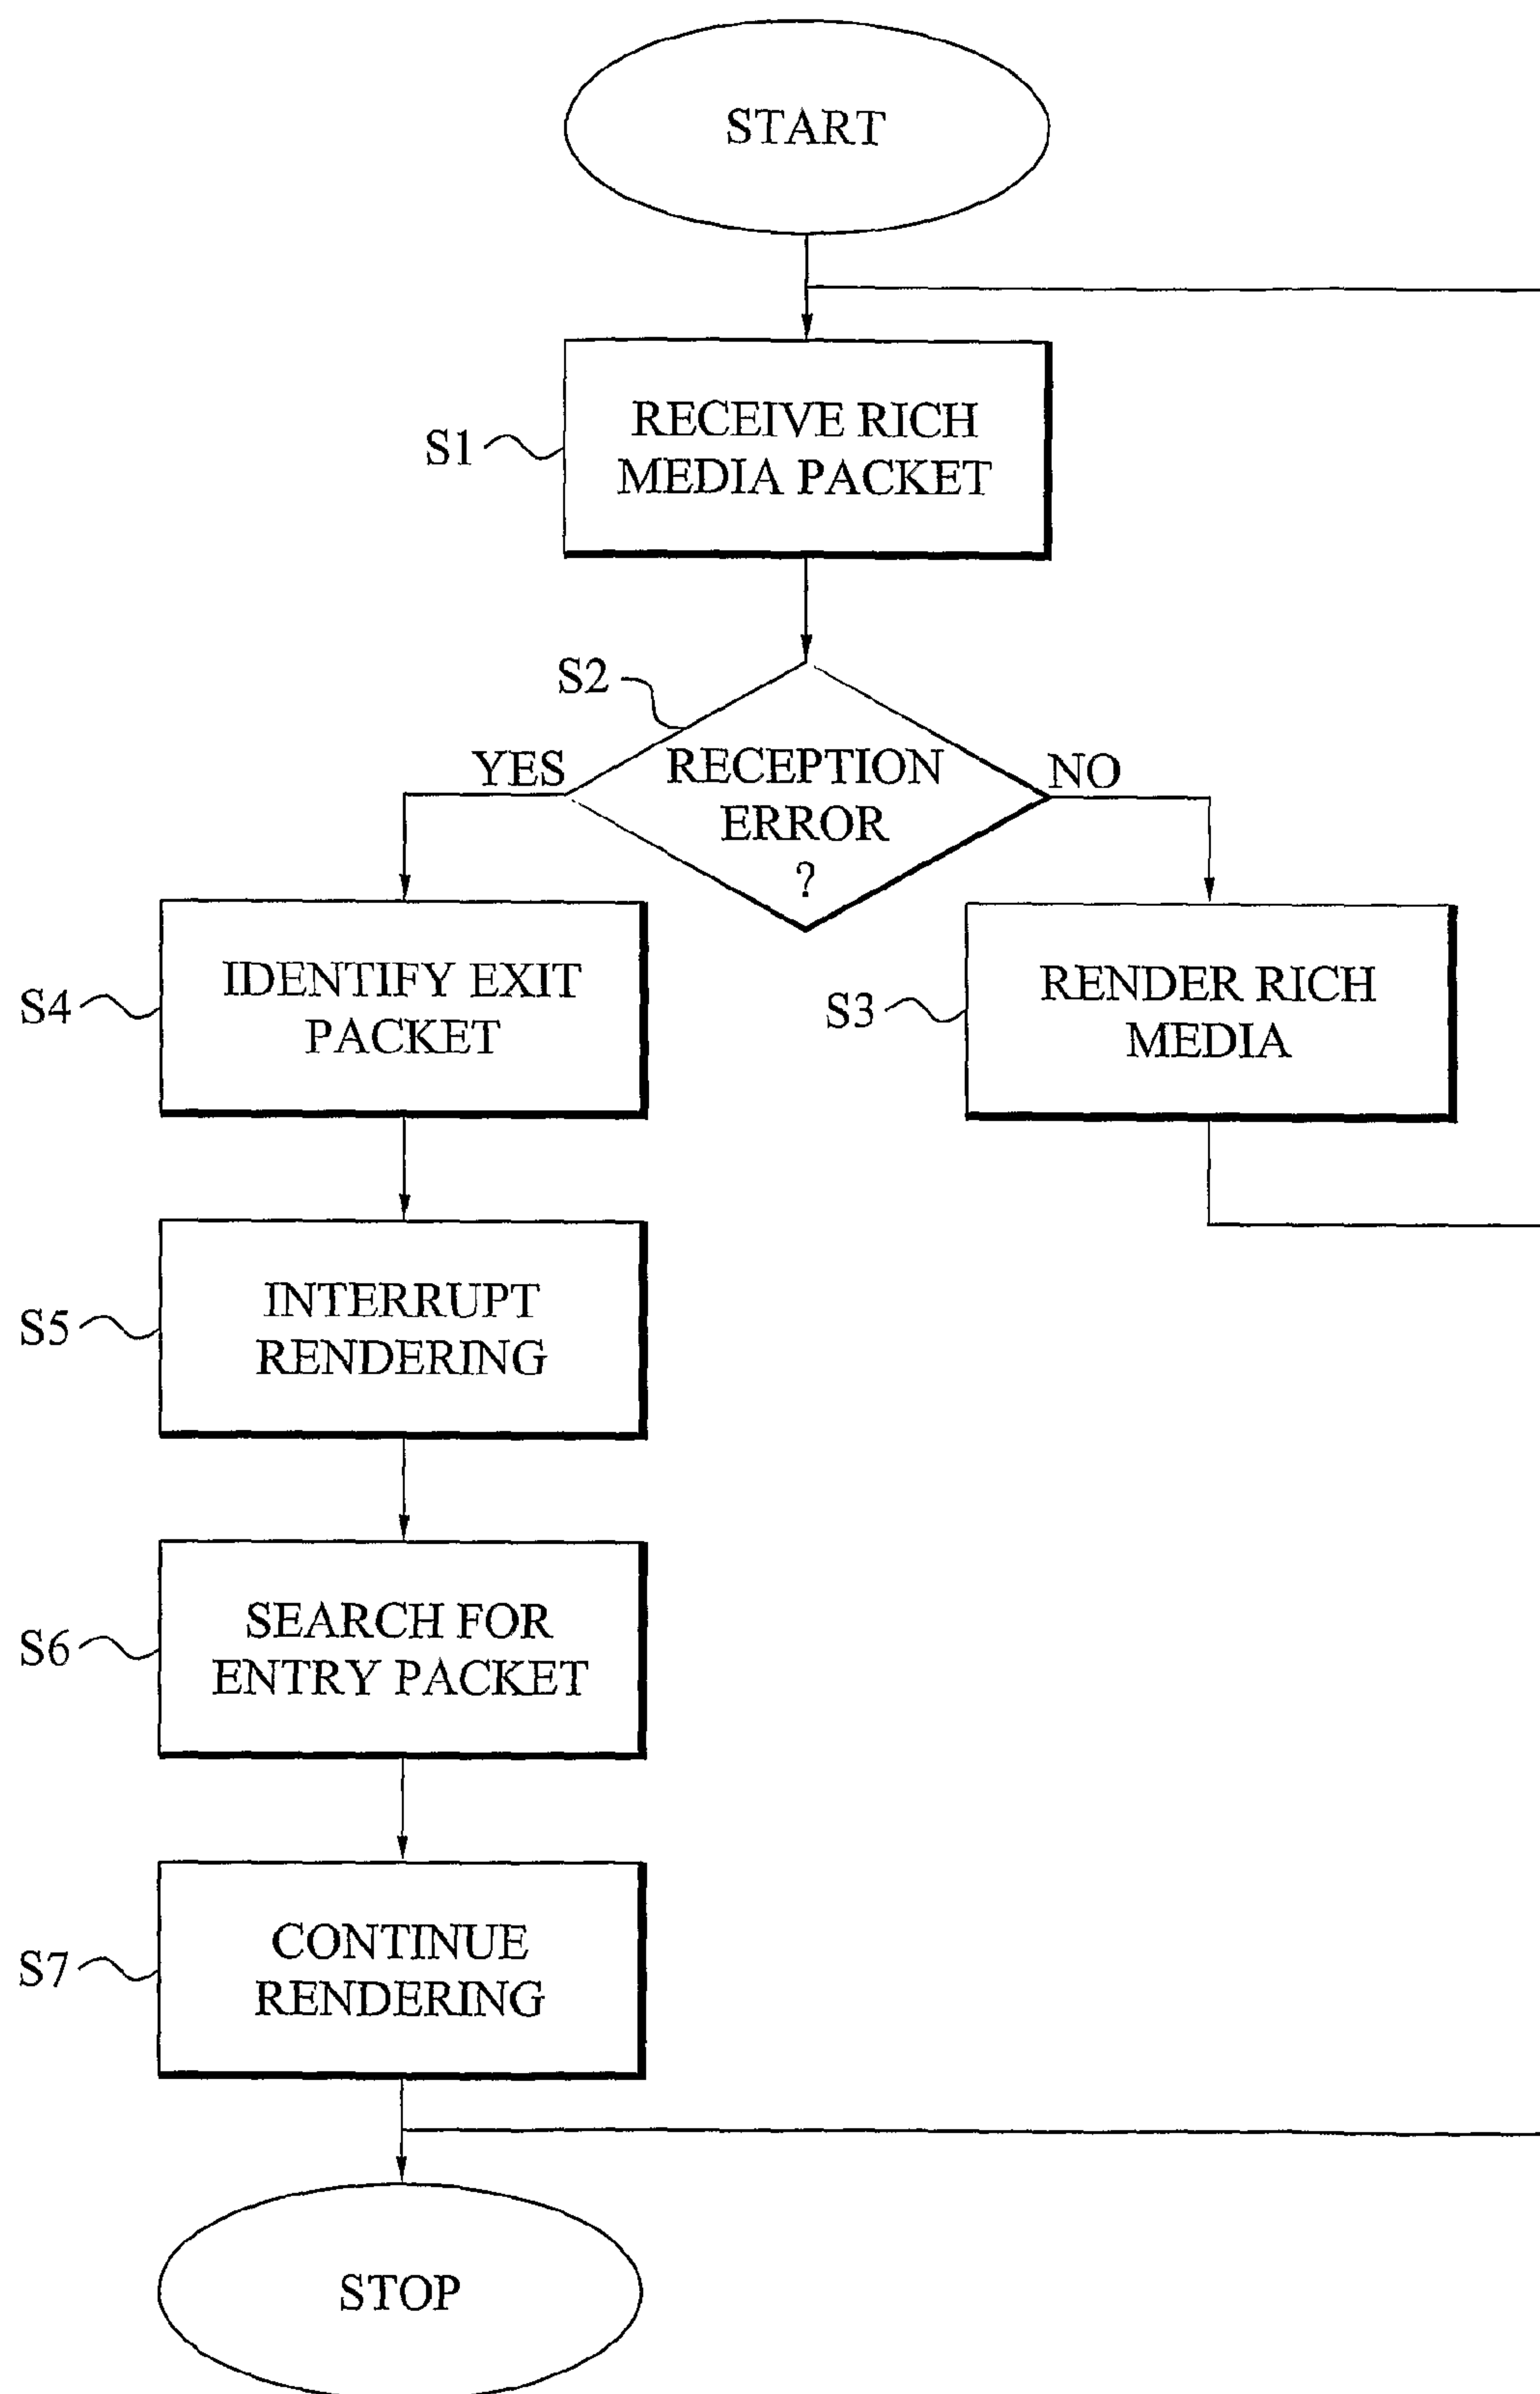 START
S1
RECEIVE RICH
MEDIA PACKET
S2
YES
RECEPTION
ERROR
?
NO
S4
IDENTIFY EXIT
PACKET
S3
RENDER RICH
MEDIA
S5
INTERRUPT
RENDERING
S6
SEARCH FOR
ENTRY PACKET
S7
CONTINUE
RENDERING
STOP